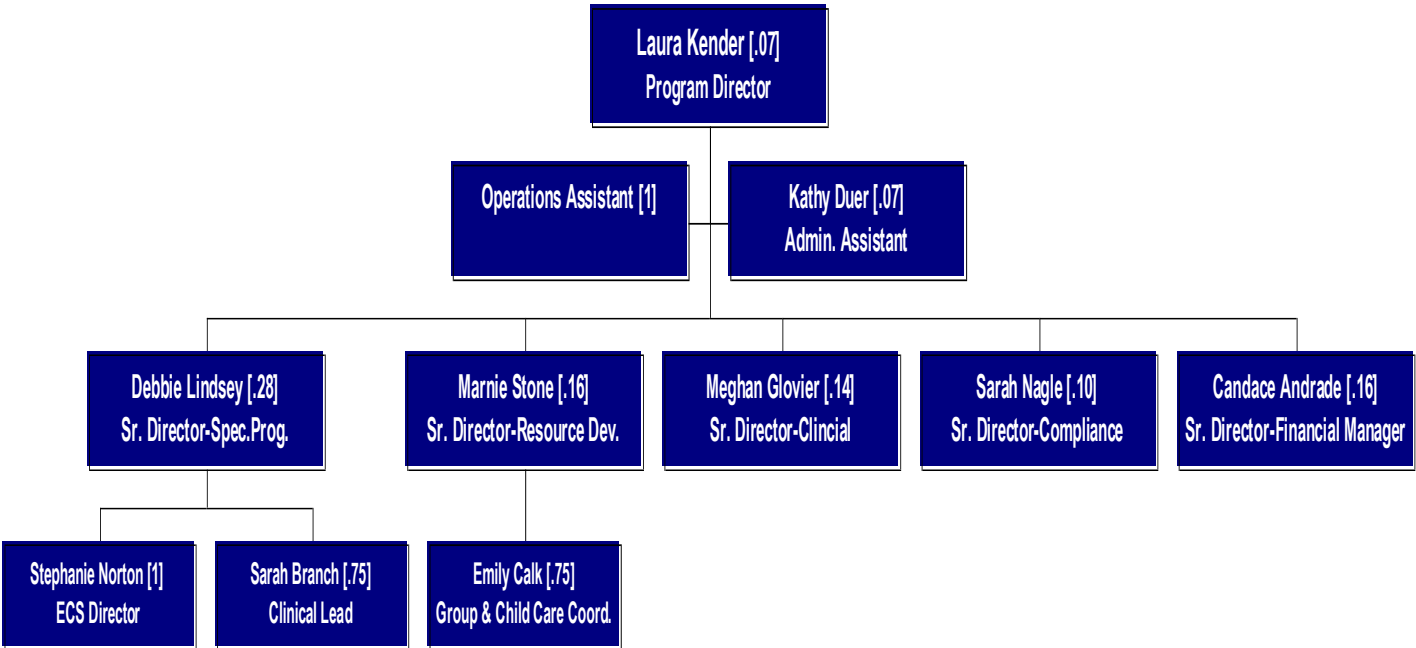 Laura Kender [.07]
Program Director
Operations Assistant [1]
Kathy Duer [.07]
Admin. Assistant
Debbie Lindsey [.28]
Sr. Director-Spec.Prog.
Marnie Stone [.16]
Sr. Director-Resource Dev.
Meghan Glovier [.14]
Sr. Director-Clincial
Sarah Nagle [.10]
Sr. Director-Compliance
Candace Andrade [.16]
Sr. Director-Financial Manager
Stephanie Norton [1]
ECS Director
Sarah Branch [.75]
Clinical Lead
Emily Calk [.75]
Group & Child Care Coord.